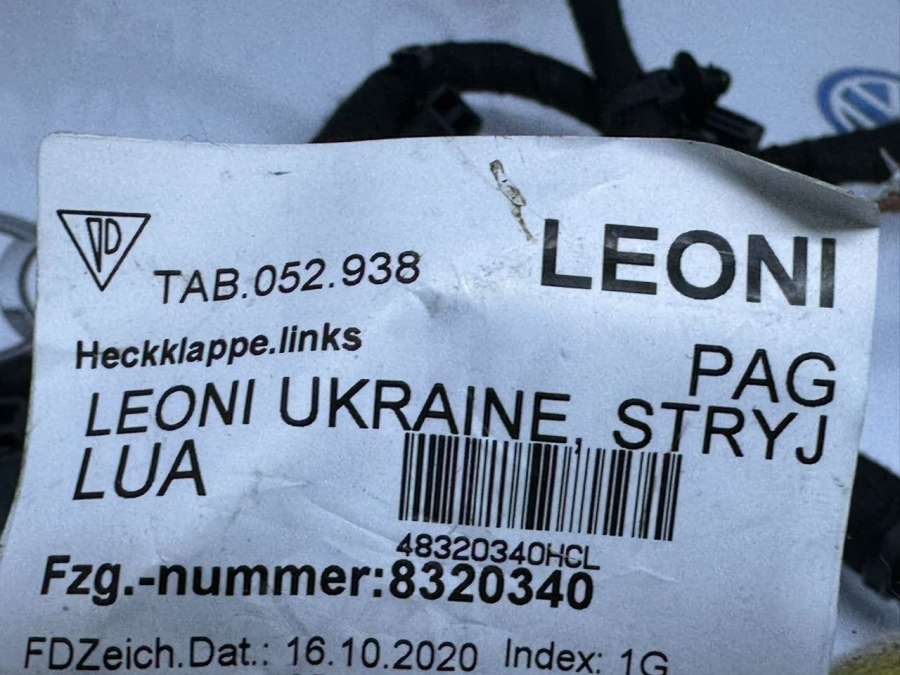 TAB.052.938
LEONI
Heckklappe.links
PAG
LEONI UKRAINE, STRYJ
LUA
48320340HCL
Fzg.-nummer:8320340
FDZeich.Dat.: 16.10.2020 Index: 1G